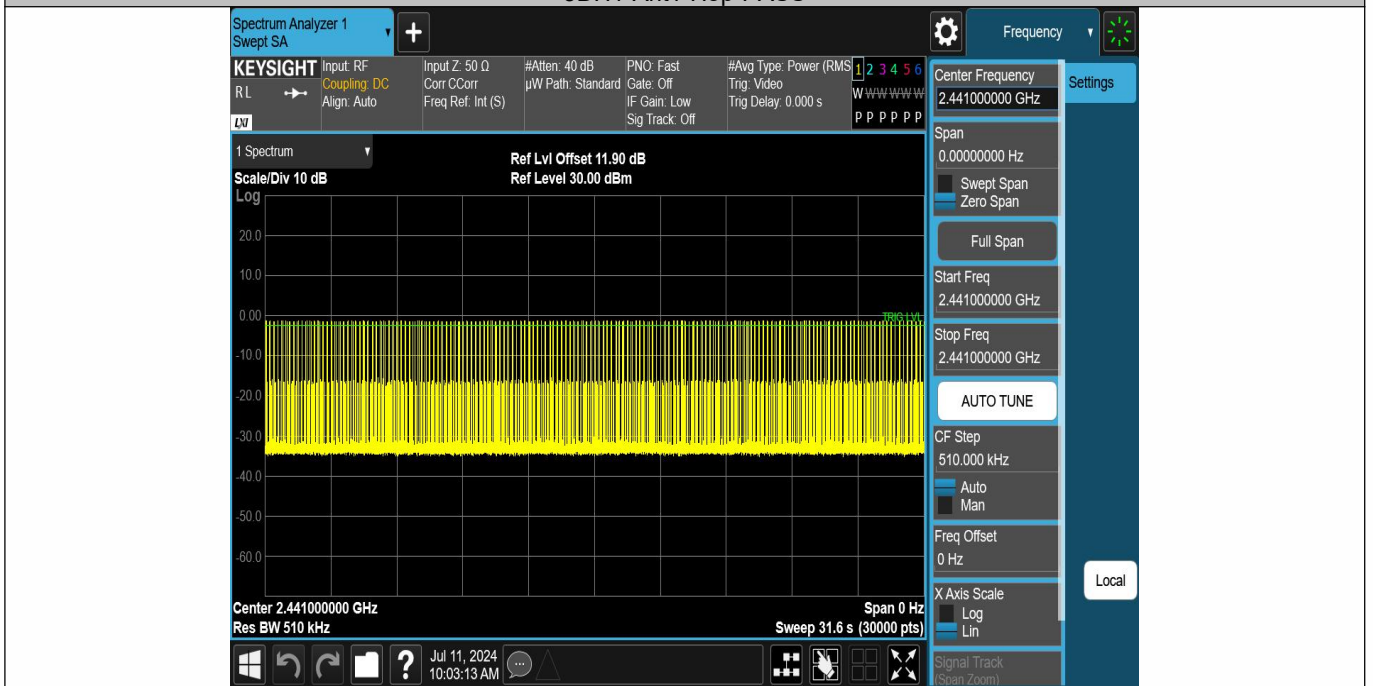 Spectrum Analyzer 1
Swept SA
+
Frequency
KEYSIGHT
RL
LXI
Input: RF
Coupling: DC
Align: Auto
Input Z: 50 Ω
Corr CCorr
Freq Ref: Int (S)
#Atten: 40 dB
µW Path: Standard
PNO: Fast
Gate: Off
IF Gain: Low
Sig Track: Off
#Avg Type: Power (RMS
Trig: Video
Trig Delay: 0.000 s
1 2 3 4 5 6
W W W W W W
P P P P P P
1 Spectrum
Scale/Div 10 dB
Ref Lvl Offset 11.90 dB
Ref Level 30.00 dBm
Log
20.0
10.0
0.00
-10.0
-20.0
-30.0
-40.0
-50.0
-60.0
TRIG LVL
Center 2.441000000 GHz
Res BW 510 kHz
Span 0 Hz
Sweep 31.6 s (30000 pts)
Center Frequency
2.441000000 GHz
Settings
Span
0.00000000 Hz
Swept Span
Zero Span
Full Span
Start Freq
2.441000000 GHz
Stop Freq
2.441000000 GHz
AUTO TUNE
CF Step
510.000 kHz
Auto
Man
Freq Offset
0 Hz
X Axis Scale
Log
Lin
Local
Signal Track
(Span Zoom)
?
Jul 11, 2024
10:03:13 AM